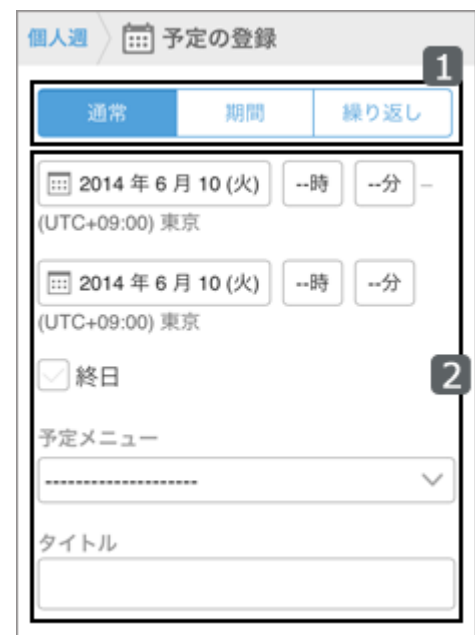 個人週 予定の登録
1
通常 期間 繰り返し
2014 年 6 月 10 (火) --時 --分 –
(UTC+09:00) 東京
2014 年 6 月 10 (火) --時 --分
(UTC+09:00) 東京
終日
2
予定メニュー
--------------------
タイトル